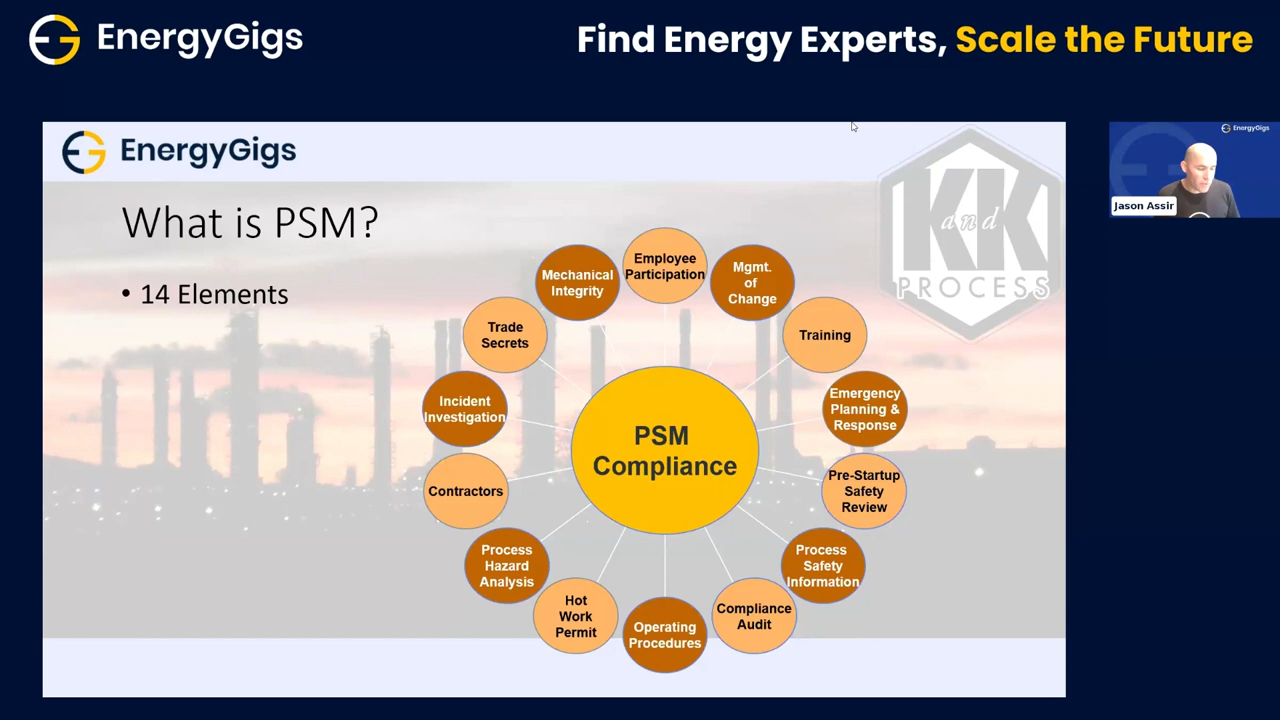 EnergyGigs
Find Energy Experts, Scale the Future
EnergyGigs
K and K
PROCESS
EnergyGigs
Jason Assir
What is PSM?
• 14 Elements
Employee
Participation
Mgmt.
of
Change
Training
Emergency
Planning &
Response
Pre-Startup
Safety
Review
Process
Safety
Information
Compliance
Audit
Operating
Procedures
Hot
Work
Permit
Process
Hazard
Analysis
Contractors
Incident
Investigation
Trade
Secrets
Mechanical
Integrity
PSM
Compliance